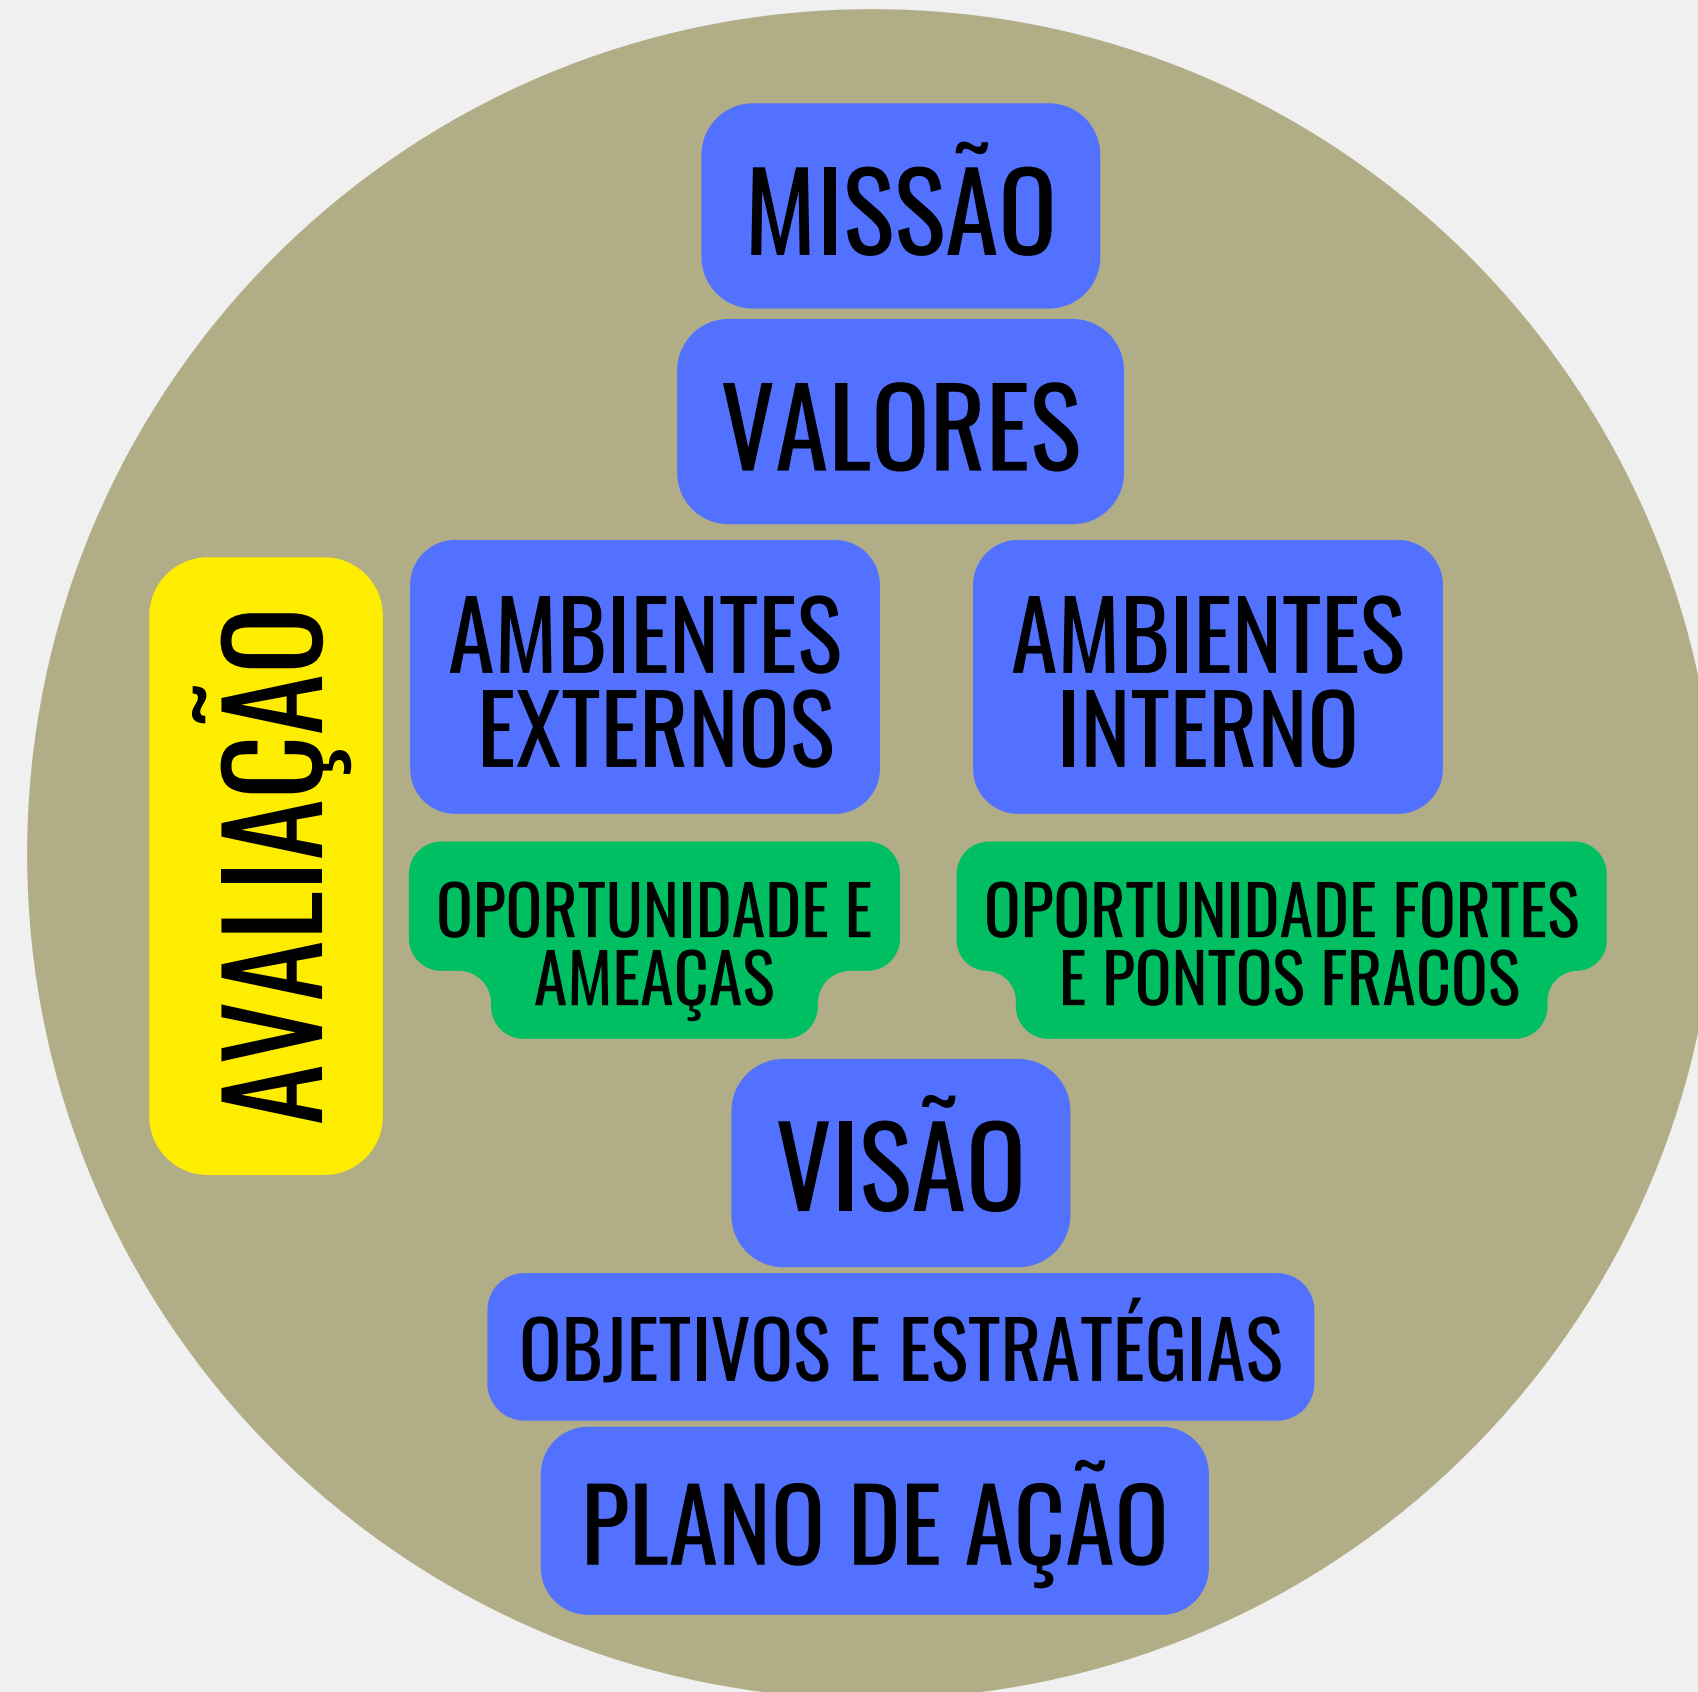 MISSÃO
VALORES
AVALIAÇÃO
AMBIENTES
EXTERNOS
AMBIENTES
INTERNO
OPORTUNIDADE E
AMEAÇAS
OPORTUNIDADE FORTES
E PONTOS FRACOS
VISÃO
OBJETIVOS E ESTRATÉGIAS
PLANO DE AÇÃO